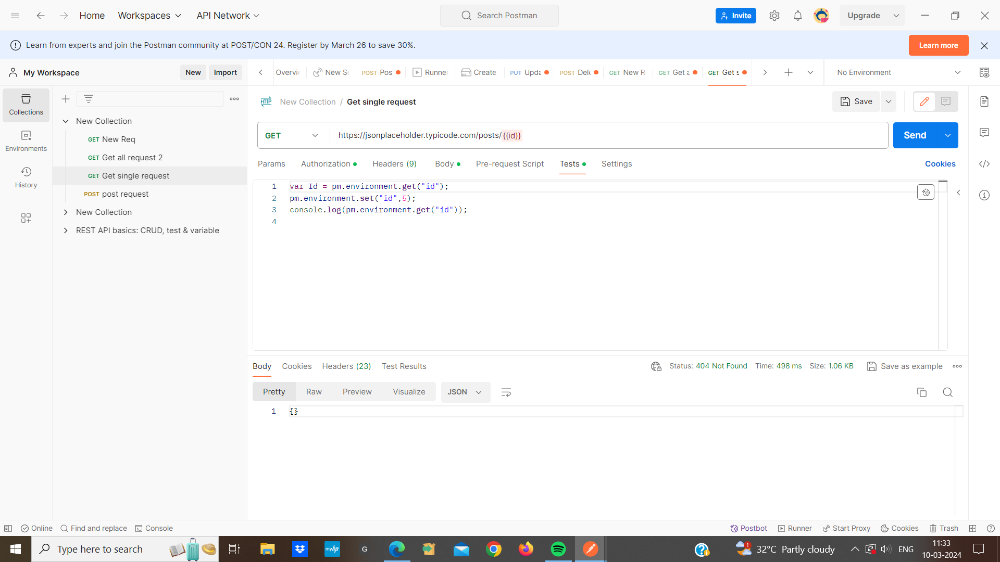 Home Workspaces API Network Search Postman Invite Upgrade
Learn from experts and join the Postman community at POST/CON 24. Register by March 26 to save 30%. Learn more
My Workspace New Import
Overvi New S POST Pos Runner Create PUT Upda POST Dele GET New R GET Get a GET Get s No Environment
Collections
Environments
History
New Collection
GET New Req
GET Get all request 2
GET Get single request
POST post request
New Collection
REST API basics: CRUD, test & variable
HTTP New Collection / Get single request Save
GET https://jsonplaceholder.typicode.com/posts/{{id}} Send
Params Authorization Headers (9) Body Pre-request Script Tests Settings Cookies
1 var Id = pm.environment.get("id");
2 pm.environment.set("id",5);
3 console.log(pm.environment.get("id"));
4
Body Cookies Headers (23) Test Results Status: 404 Not Found Time: 498 ms Size: 1.06 KB Save as example
Pretty Raw Preview Visualize JSON
1 {}
Online Find and replace Console Postbot Runner Start Proxy Cookies Trash
Type here to search myhp G 1 32°C Partly cloudy ENG 11:33
10-03-2024